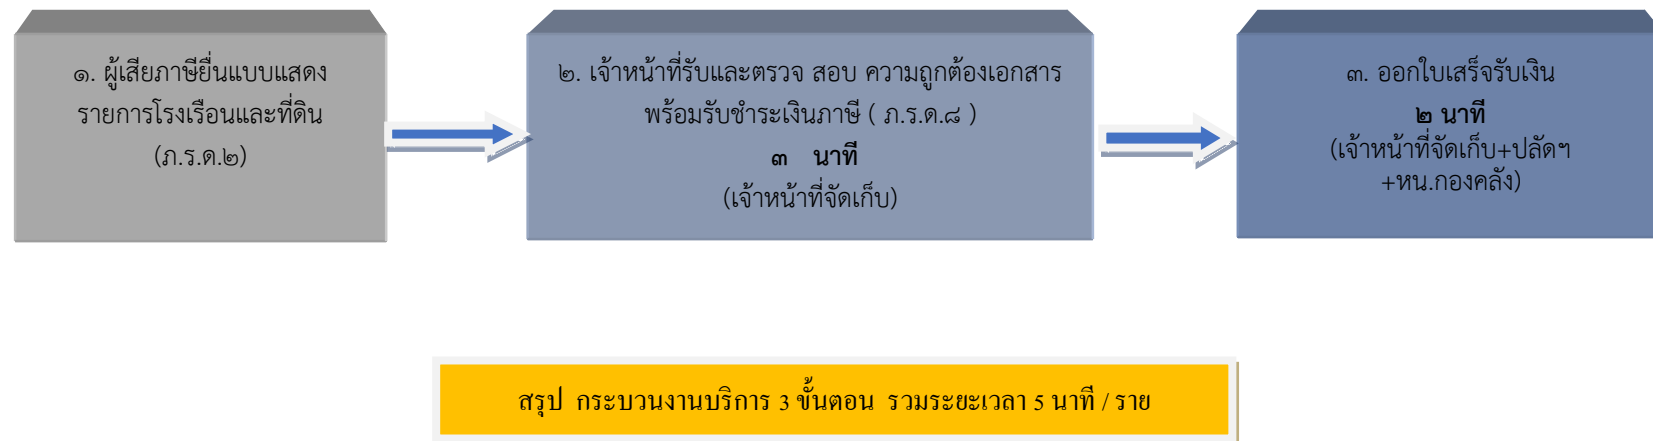 ๑. ผู้เสียภาษียื่นแบบแสดง
รายการโรงเรือนและที่ดิน
(ภ.ร.ด.๒)
๒. เจ้าหน้าที่รับและตรวจ สอบ ความถูกต้องเอกสาร
พร้อมรับชำระเงินภาษี ( ภ.ร.ด.๘ )
๓ นาที
(เจ้าหน้าที่จัดเก็บ)
๓. ออกใบเสร็จรับเงิน
๒ นาที
(เจ้าหน้าที่จัดเก็บ+ปลัดฯ
+หน.กองคลัง)
สรุป กระบวนงานบริการ 3 ขั้นตอน รวมระยะเวลา 5 นาที / ราย